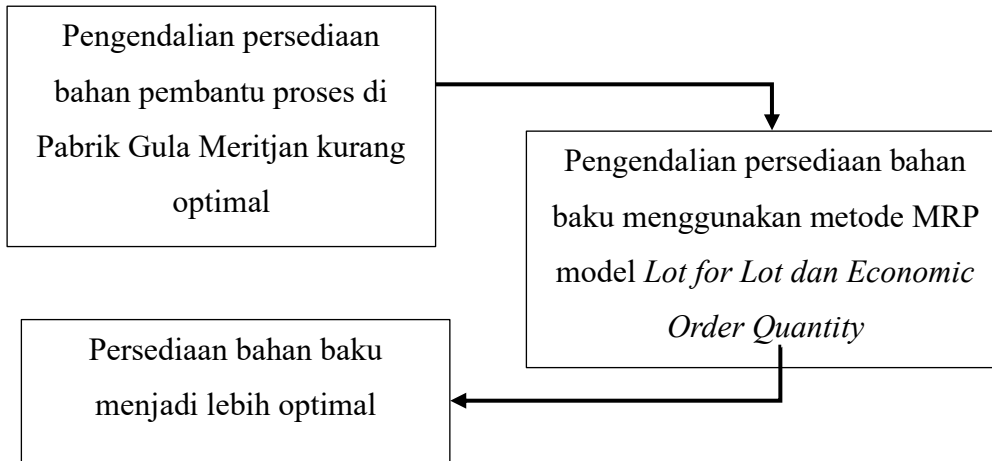 Pengendalian persediaan
bahan pembantu proses di
Pabrik Gula Meritjan kurang
optimal
Pengendalian persediaan bahan
baku menggunakan metode MRP
model Lot for Lot dan Economic
Order Quantity
Persediaan bahan baku
menjadi lebih optimal